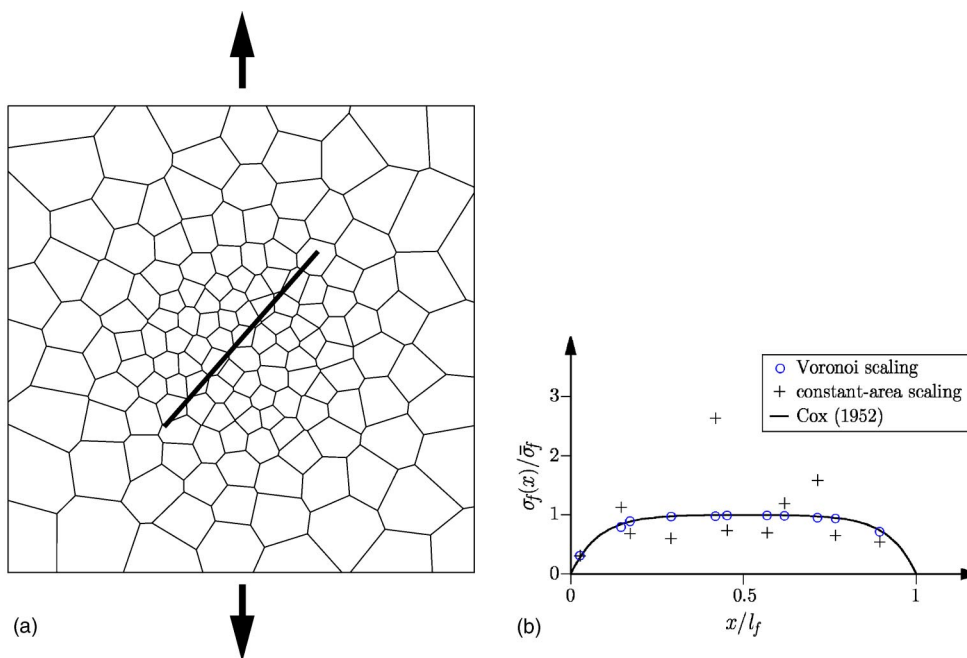 (a)
σf(x)/σ̄f
3
2
1
0
Voronoi scaling
constant-area scaling
Cox (1952)
0
0.5
1
x/lf
(b)